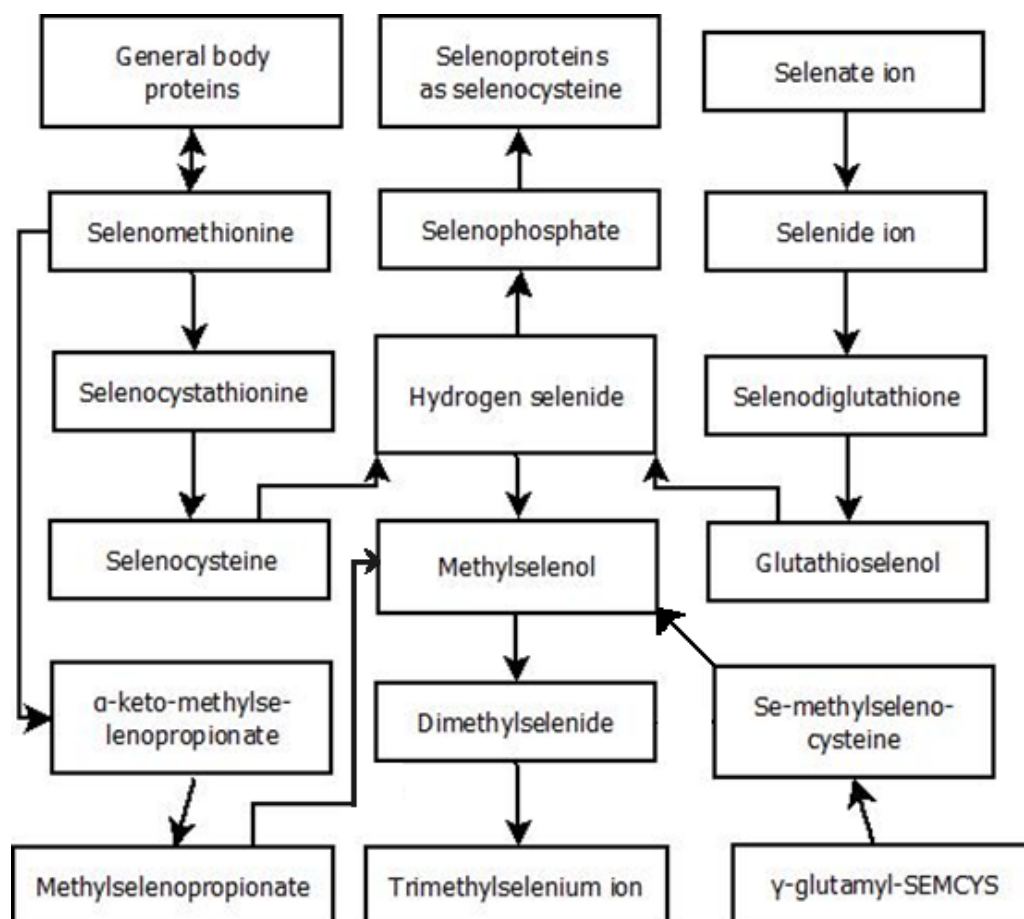 General body
proteins
Selenoproteins
as selenocysteine
Selenate ion
Selenomethionine
Selenophosphate
Selenide ion
Selenocystathionine
Hydrogen selenide
Selenodiglutathione
Selenocysteine
Methylselenol
Glutathioselenol
α-keto-methylse-
lenopropionate
Dimethylselenide
Se-methylseleno-
cysteine
Methylselenopropionate
Trimethylselenium ion
γ-glutamyl-SEMCYS